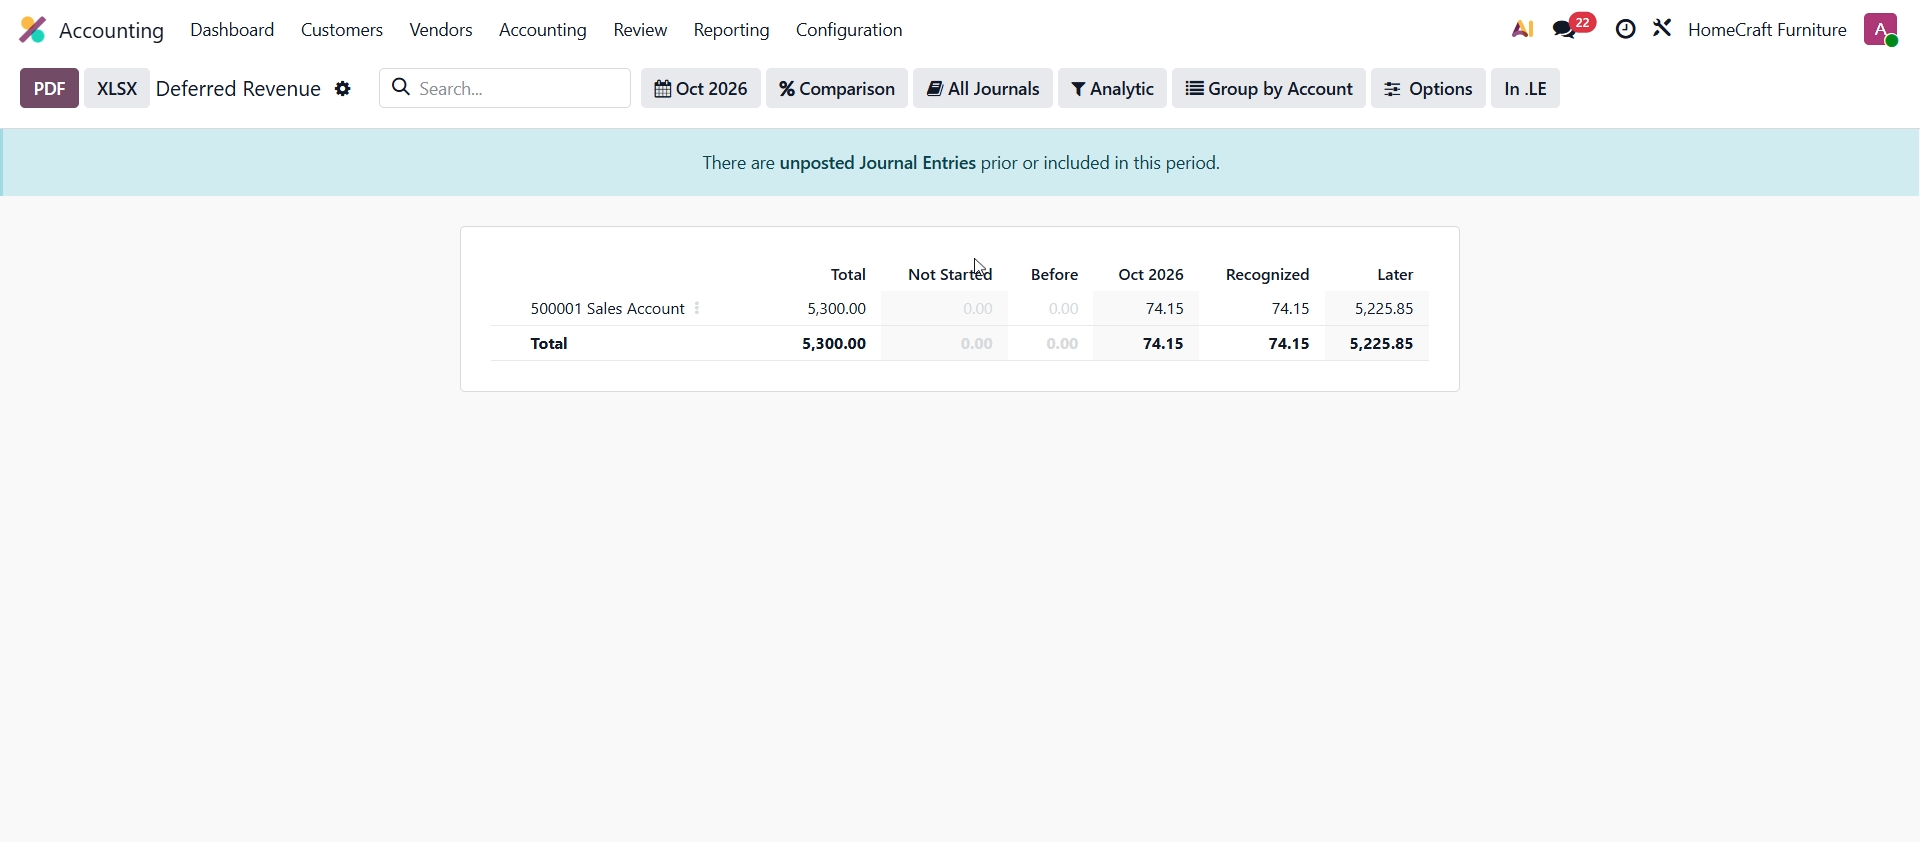 Accounting Dashboard Customers Vendors Accounting Review Reporting Configuration AI 22 HomeCraft Furniture A
PDF XLSX Deferred Revenue Search... Oct 2026 % Comparison All Journals Analytic Group by Account Options In .LE
There are unposted Journal Entries prior or included in this period.
Total Not Started Before Oct 2026 Recognized Later
500001 Sales Account 5,300.00 0.00 0.00 74.15 74.15 5,225.85
Total 5,300.00 0.00 0.00 74.15 74.15 5,225.85